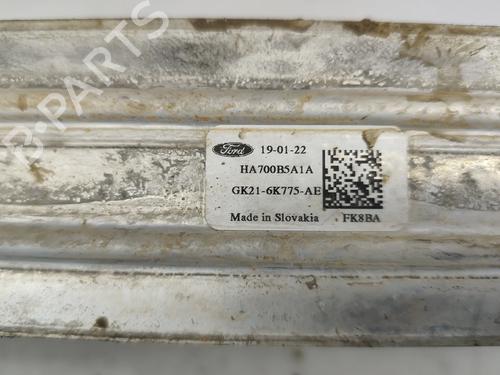 Ford 19-01-22
HA700B5A1A
GK21-6K775-AE
Made in Slovakia FK8BA
B-PARTS